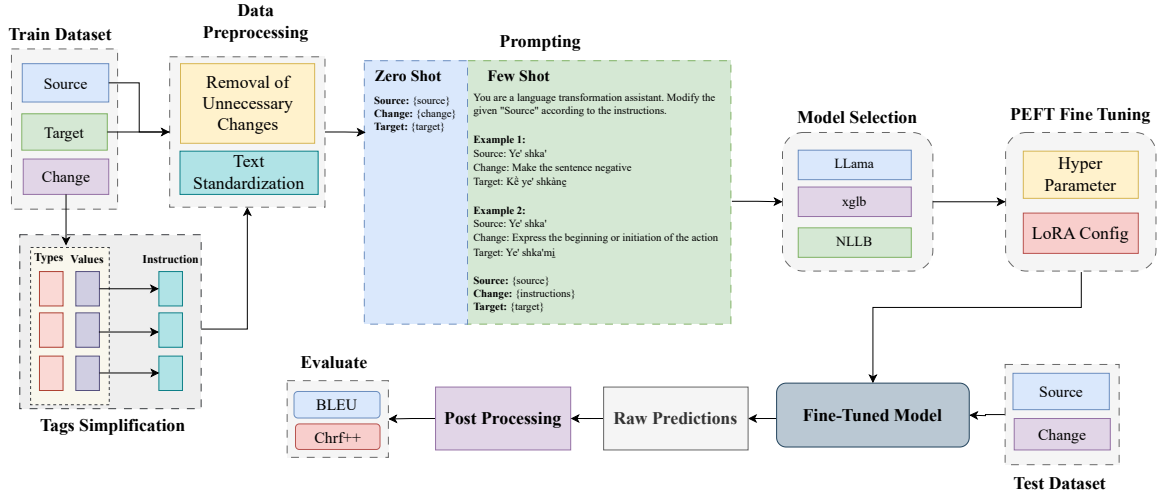 Train Dataset
Source
Target
Change
Types Values Instruction
Tags Simplification
Data
Preprocessing
Removal of
Unnecessary
Changes
Text
Standardization
Prompting
Zero Shot
Source: {source}
Change: {change}
Target: {target}
Few Shot
You are a language transformation assistant. Modify the
given "Source" according to the instructions.
Example 1:
Source: Ye' shka'
Change: Make the sentence negative
Target: Kề ye' shkàne̠
Example 2:
Source: Ye' shka'
Change: Express the beginning or initiation of the action
Target: Ye' shka'mi̠
Source: {source}
Change: {instructions}
Target: {target}
Model Selection
LLama
xglb
NLLB
PEFT Fine Tuning
Hyper
Parameter
LoRA Config
Evaluate
BLEU
Chrf++
Post Processing
Raw Predictions
Fine-Tuned Model
Source
Change
Test Dataset